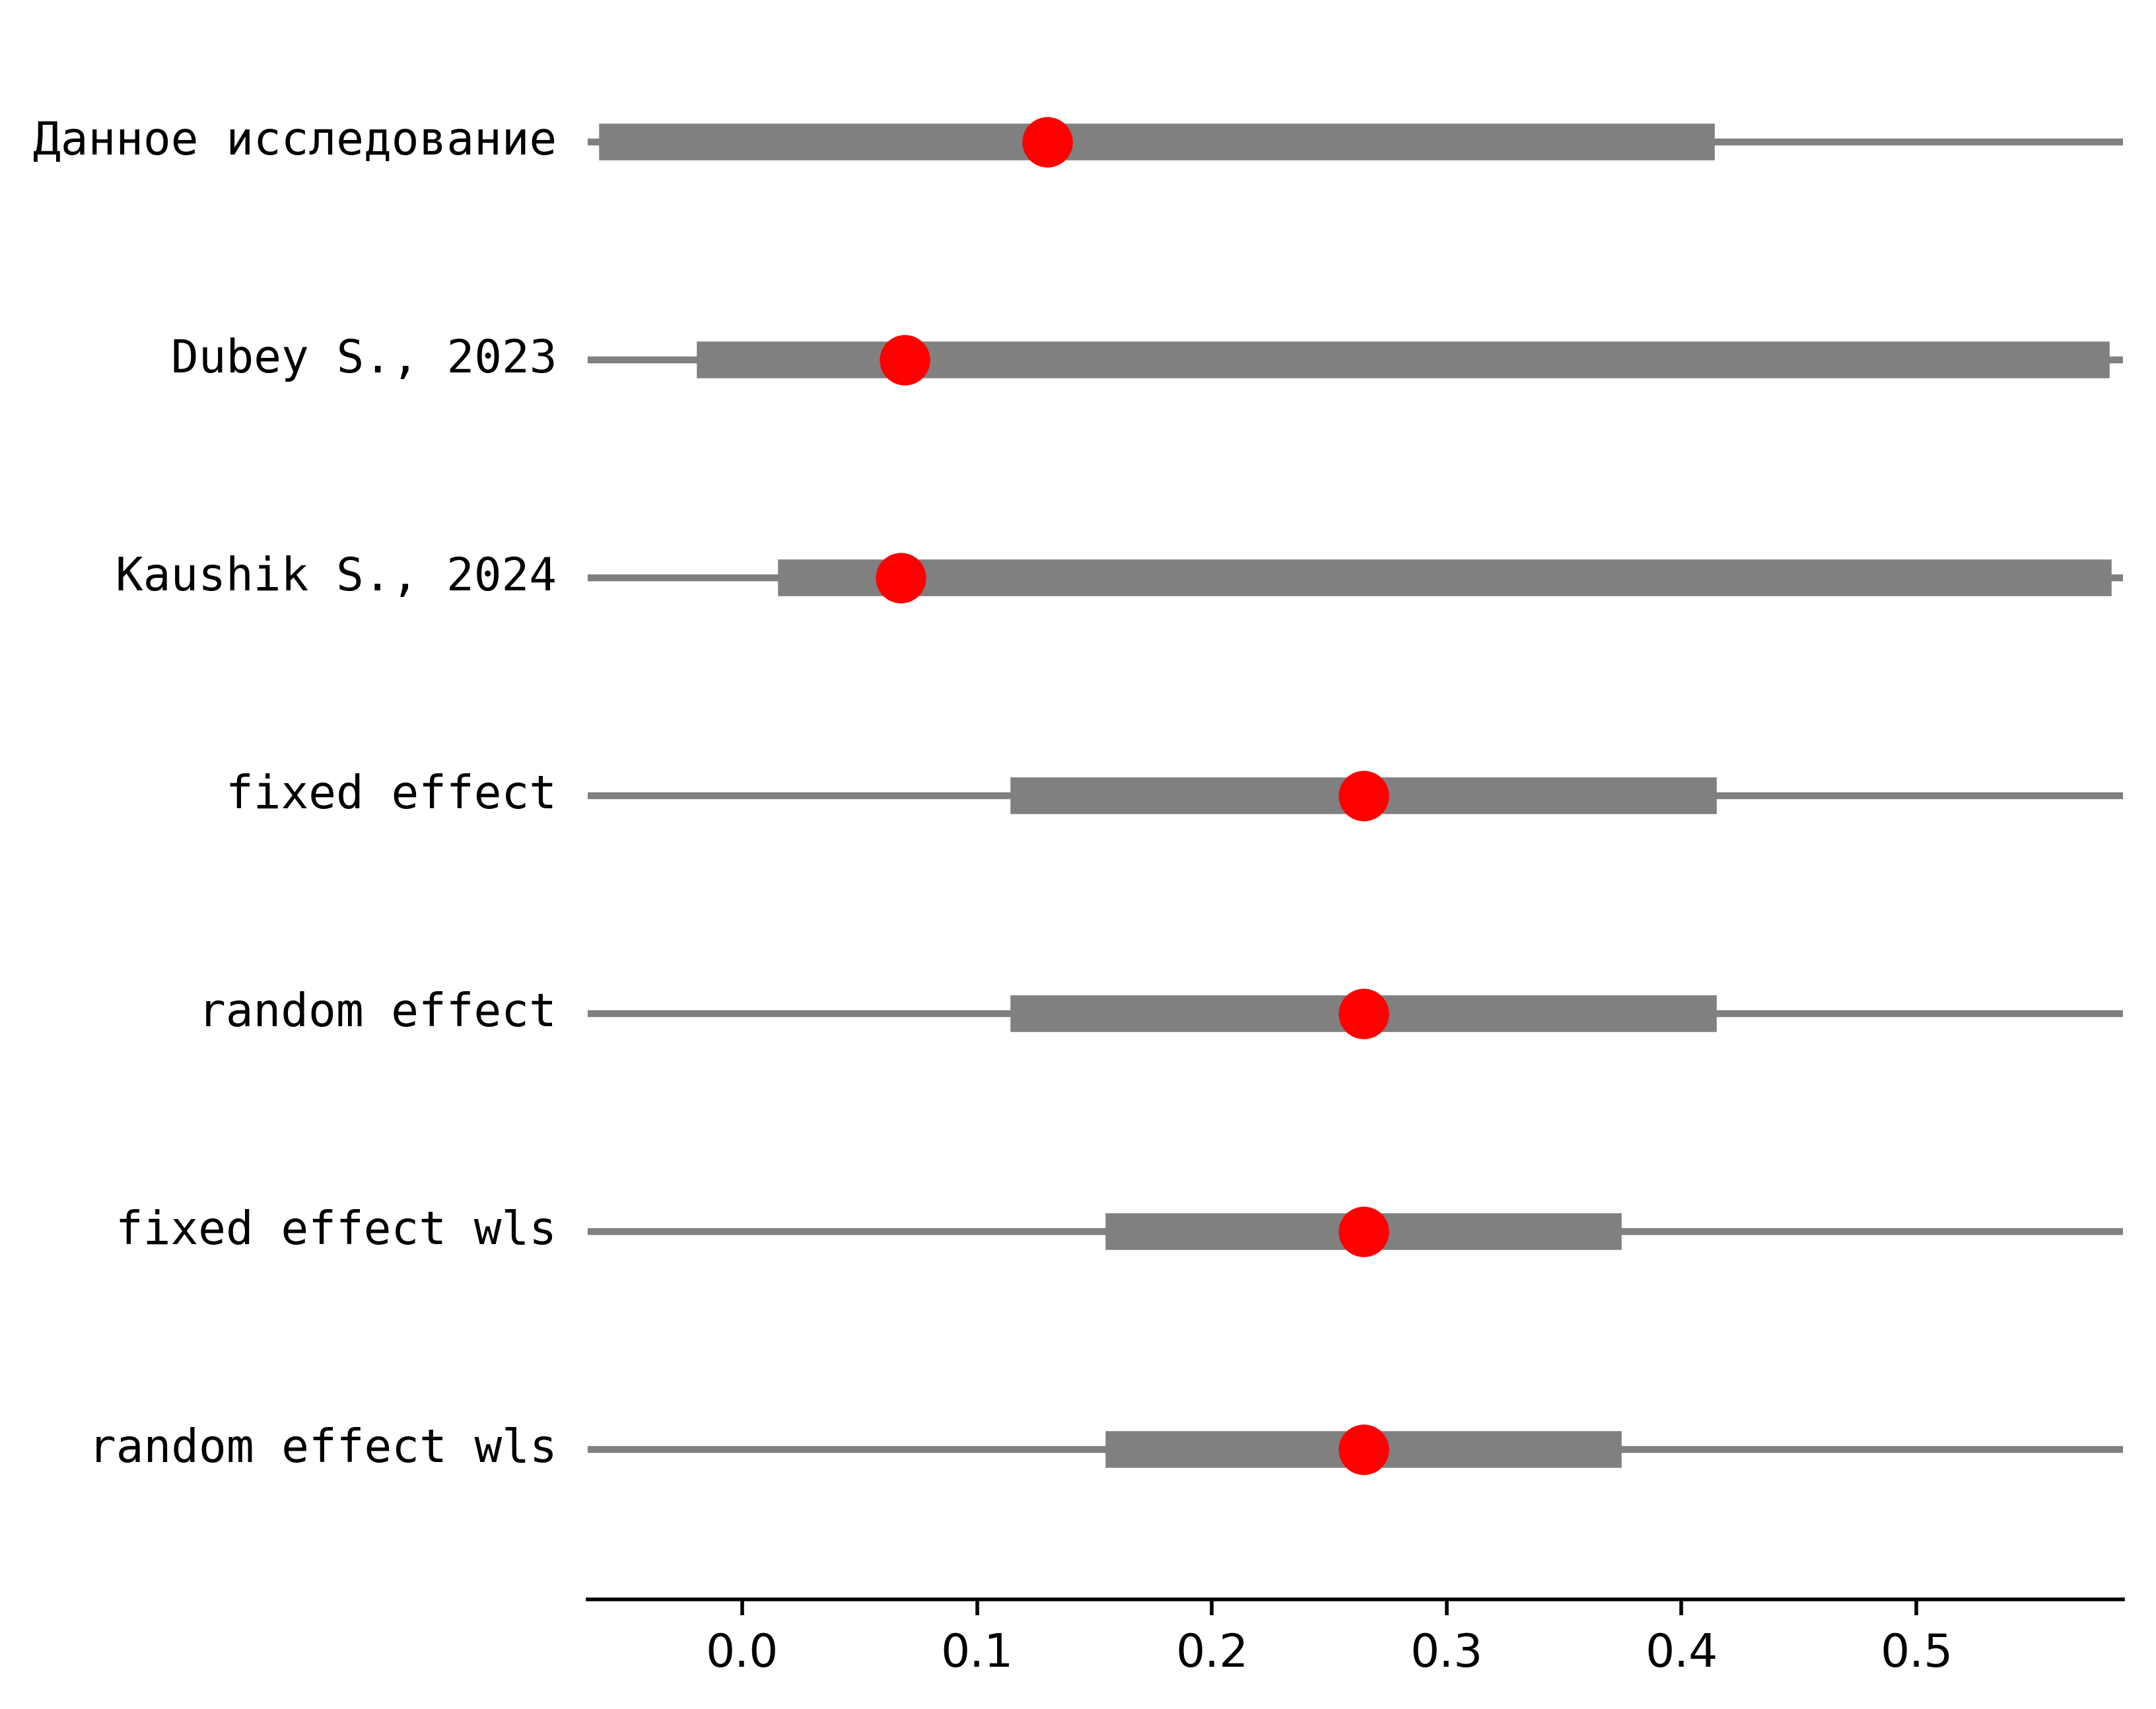 Данное исследование
Dubey S., 2023
Kaushik S., 2024
fixed effect
random effect
fixed effect wls
random effect wls
0.0 0.1 0.2 0.3 0.4 0.5